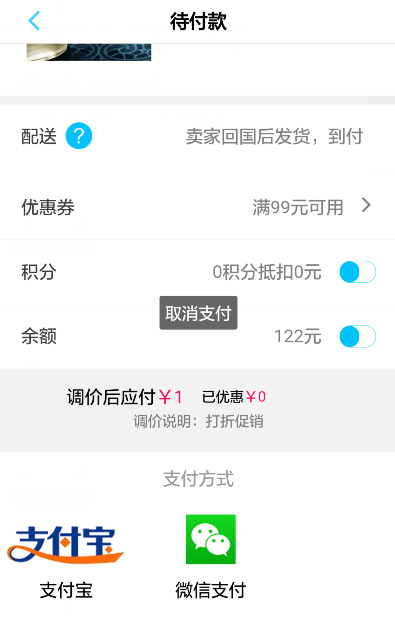 待付款
配送 ? 卖家回国后发货，到付
优惠券 满99元可用
积分 0积分抵扣0元
取消支付
余额 122元
调价后应付￥1 已优惠￥0
调价说明：打折促销
支付方式
支付宝
支付宝 微信支付